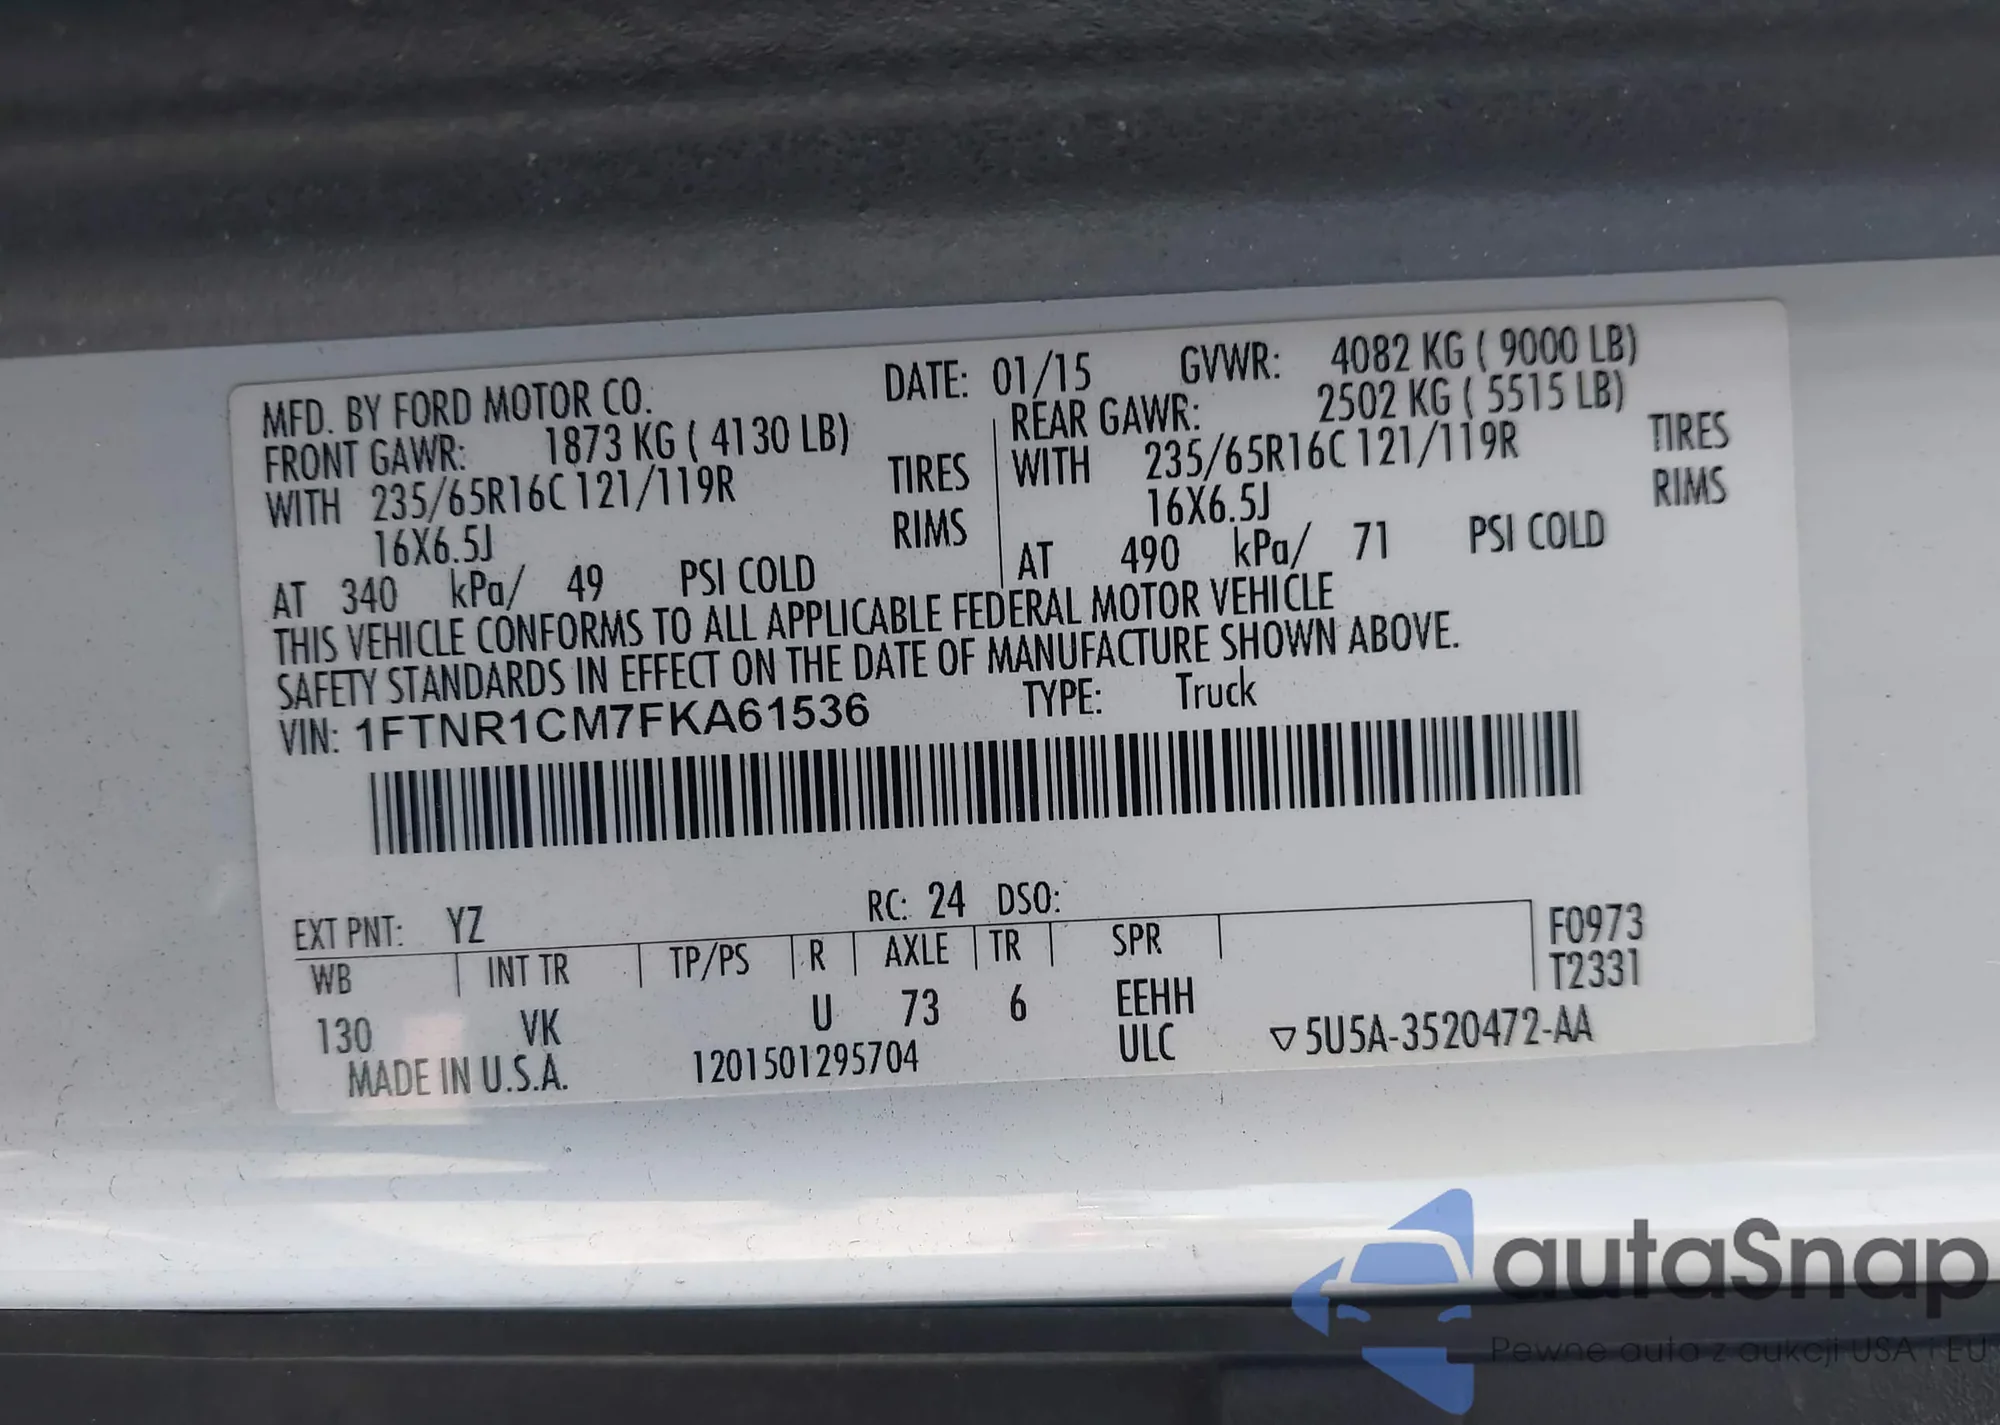 MFD. BY FORD MOTOR CO. DATE: 01/15 GVWR: 4082 KG ( 9000 LB)
FRONT GAWR: 1873 KG ( 4130 LB) REAR GAWR: 2502 KG ( 5515 LB)
WITH 235/65R16C 121/119R TIRES WITH 235/65R16C 121/119R TIRES
16X6.5J RIMS 16X6.5J RIMS
AT 340 kPa/ 49 PSI COLD AT 490 kPa/ 71 PSI COLD
THIS VEHICLE CONFORMS TO ALL APPLICABLE FEDERAL MOTOR VEHICLE
SAFETY STANDARDS IN EFFECT ON THE DATE OF MANUFACTURE SHOWN ABOVE.
VIN: 1FTNR1CM7FKA61536 TYPE: Truck
EXT PNT: YZ RC: 24 DSO: F0973
WB INT TR TP/PS R AXLE TR SPR T2331
130 VK U 73 6 EEHH
MADE IN U.S.A. 1201501295704 ULC ▽5U5A-3520472-AA
autaSnap
Pewne auto z aukcji USA i EU